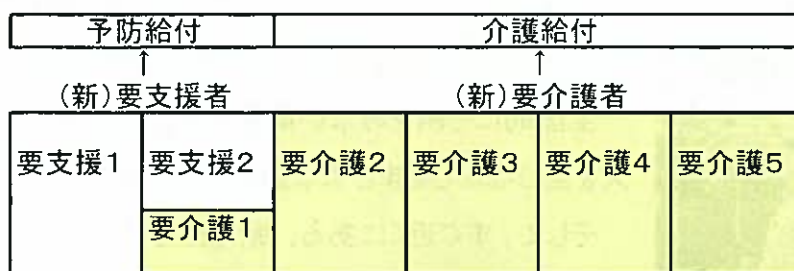 予防給付 介護給付
↑ ↑
(新)要支援者 (新)要介護者
要支援1 要支援2 要介護2 要介護3 要介護4 要介護5
要介護1